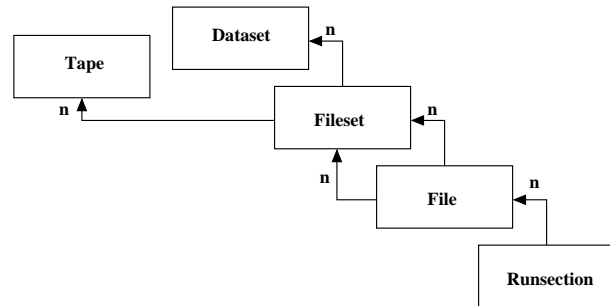 Dataset
n
Tape
n
Fileset
n
n
File
n
Runsection